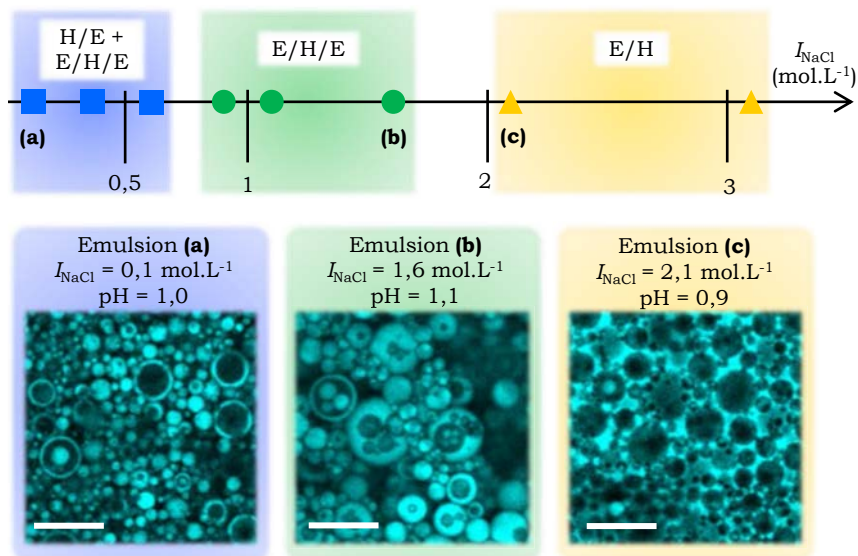 H/E +
E/H/E
E/H/E
E/H
I_NaCl
(mol.L⁻¹)
(a)
(b)
(c)
0,5
1
2
3
Emulsion (a)
I_NaCl = 0,1 mol.L⁻¹
pH = 1,0
Emulsion (b)
I_NaCl = 1,6 mol.L⁻¹
pH = 1,1
Emulsion (c)
I_NaCl = 2,1 mol.L⁻¹
pH = 0,9